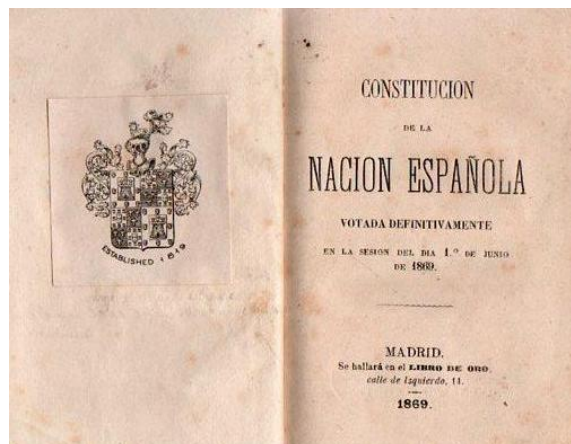 ESTABLISHED 1819
CONSTITUCION
DE LA
NACION ESPAÑOLA
VOTADA DEFINITIVAMENTE
EN LA SESION DEL DIA 1.º DE JUNIO
DE 1869.
MADRID.
Se hallará en el LIBRO DE ORO,
calle de Izquierdo, 11.
1869.